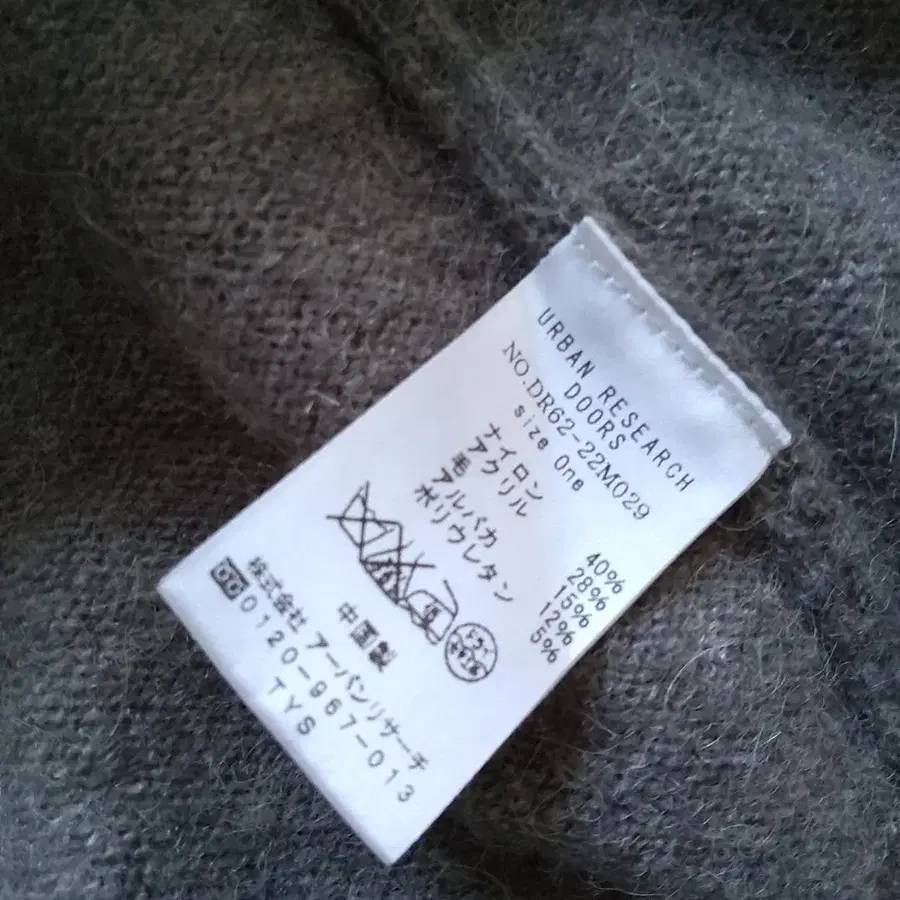 URBAN RESEARCH
DOORS
NO.DR62-22M029
size One
ナイロン 40%
アクリル 28%
毛 15%
アルパカ 12%
ポリウレタン 5%
中国製
株式会社 アーバンリサーチ
0120-967-013
TYS